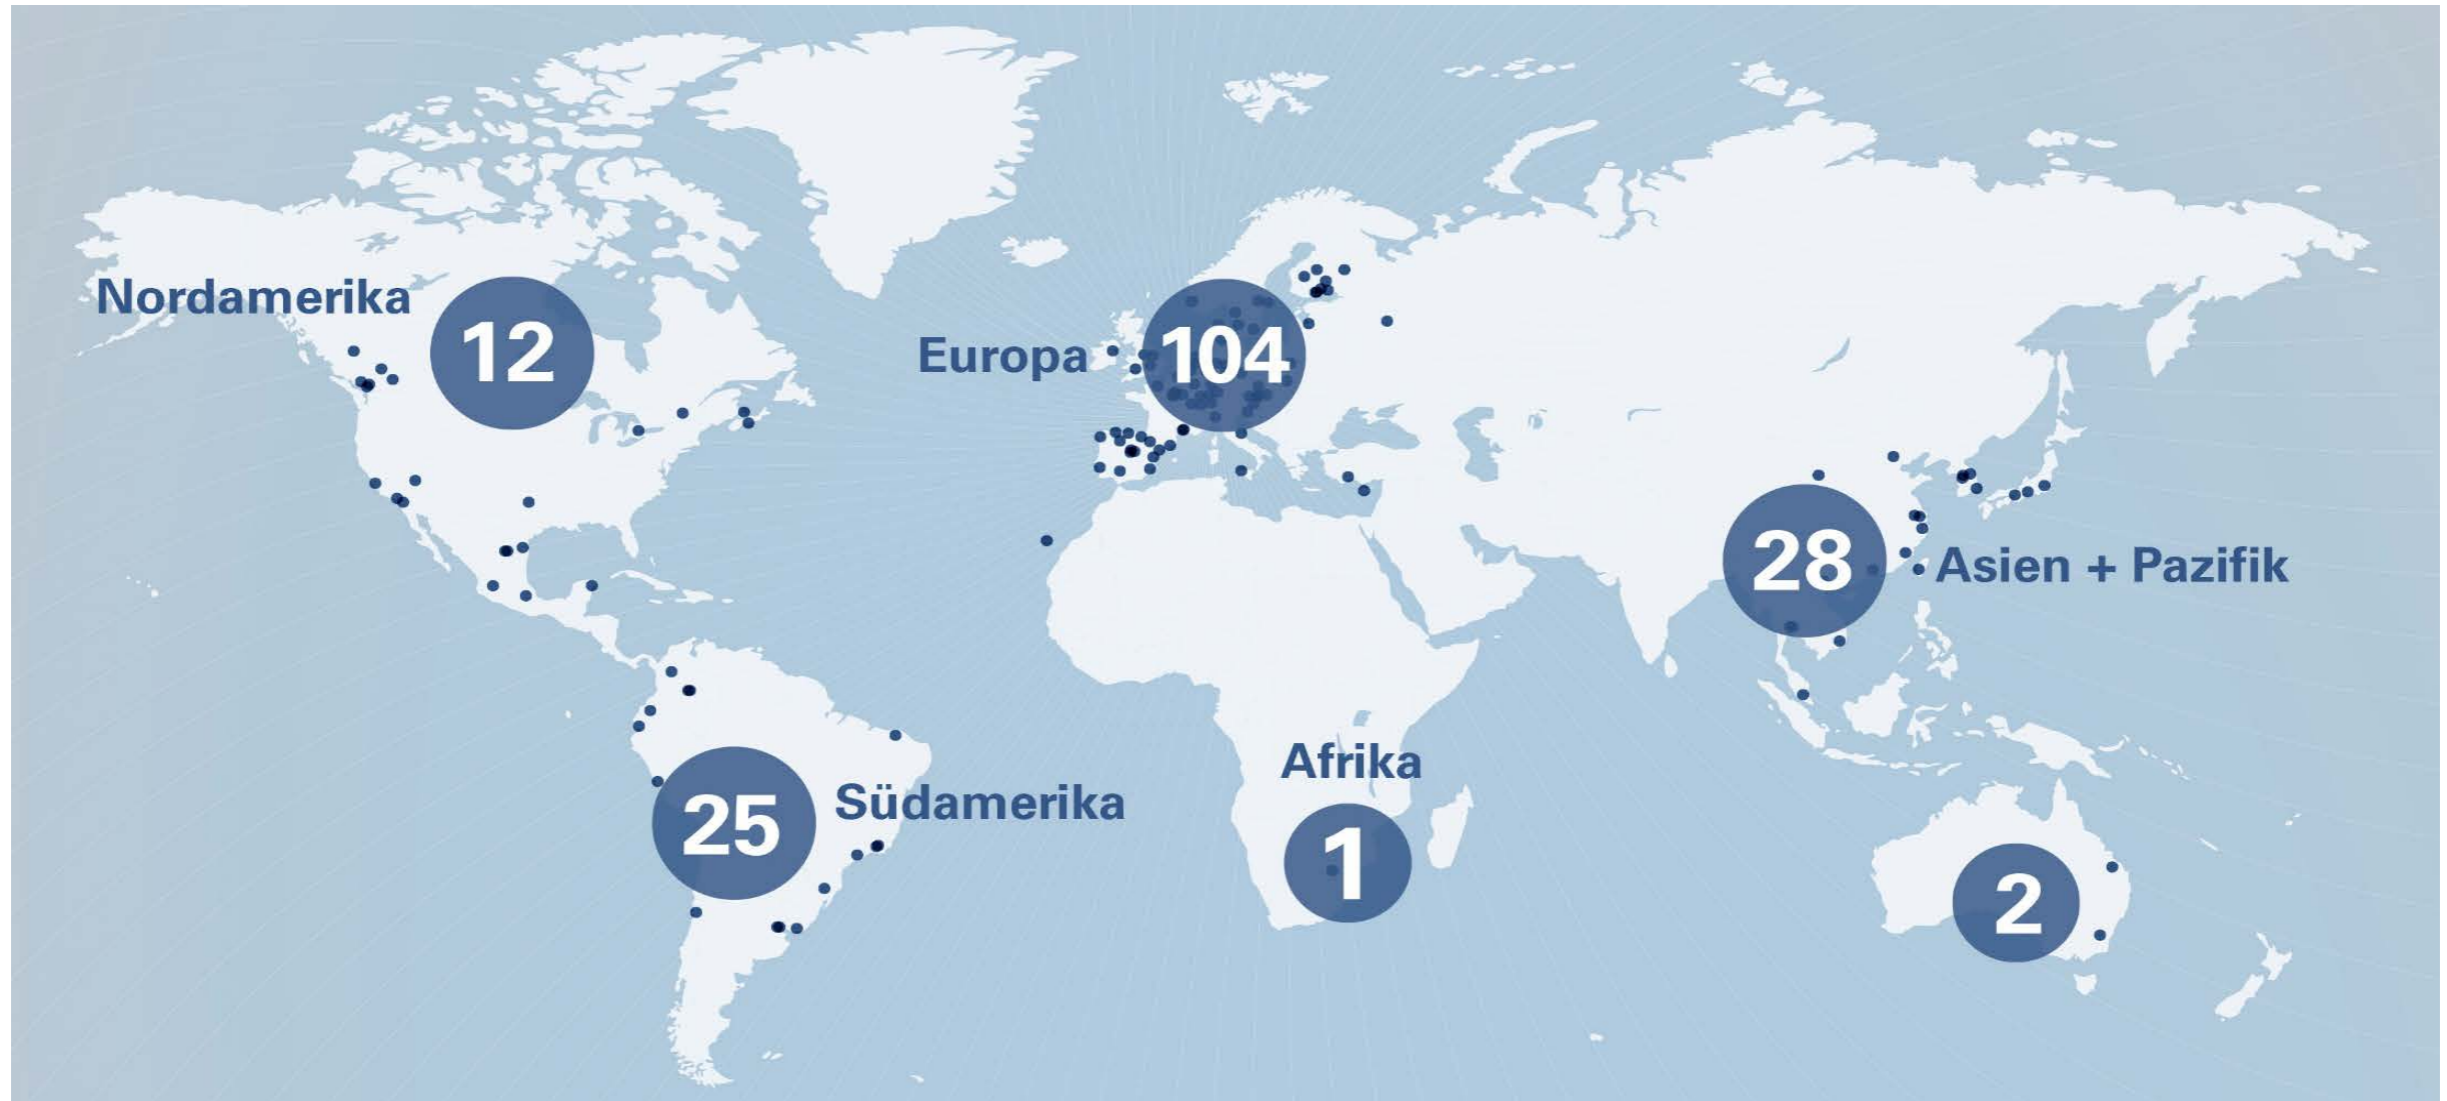 Nordamerika
12
Europa
104
28
Asien + Pazifik
25
Südamerika
Afrika
1
2